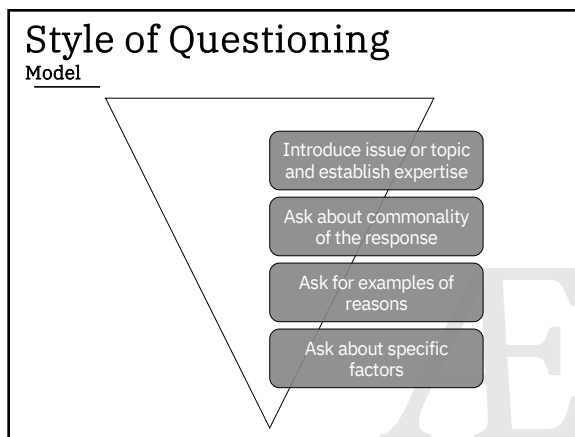 Style of Questioning
Model
Introduce issue or topic
and establish expertise
Ask about commonality
of the response
Ask for examples of
reasons
Ask about specific
factors
Æ